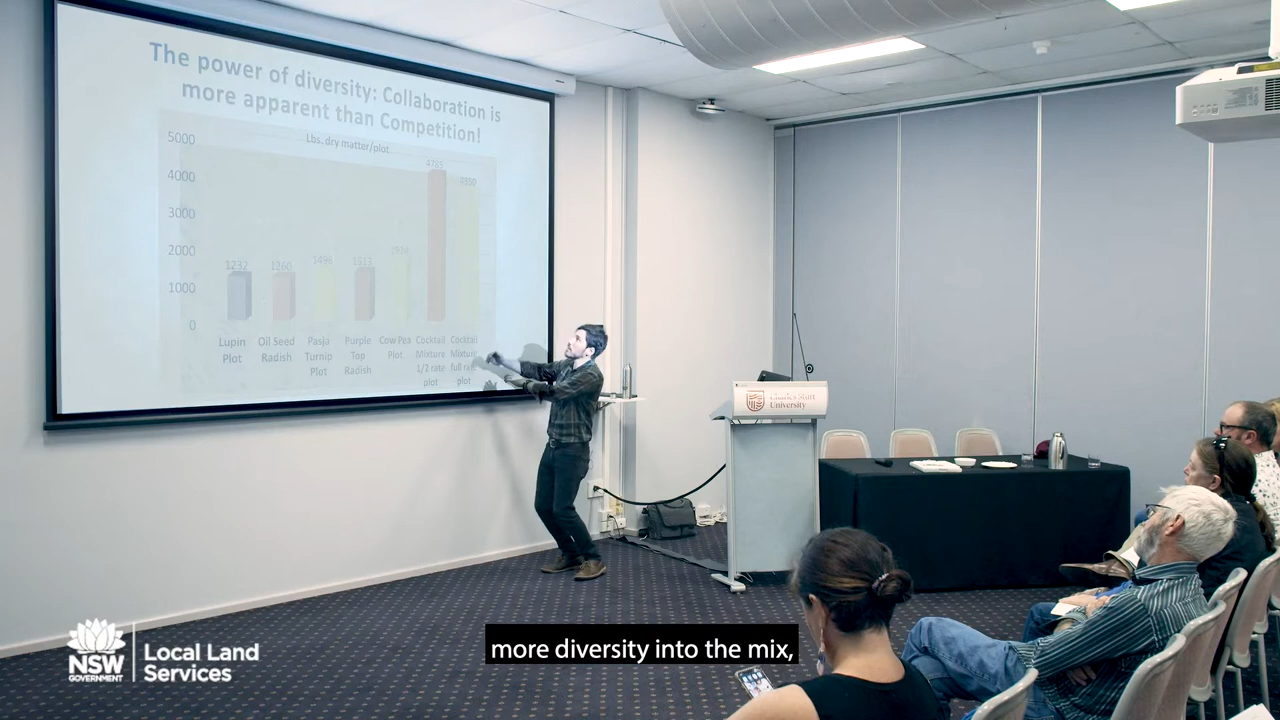 The power of diversity: Collaboration is
more apparent than Competition!
Lbs. dry matter/plot
5000
4000
3000
2000
1000
0
1232
1260
1496
1513
4785
Lupin
Plot
Oil Seed
Radish
Pasja
Turnip
Plot
Purple
Top
Radish
Cow Pea
Plot
Cocktail
Mixture
1/2 rate
plot
Cocktail
Mixture
full rate
plot
Charles Sturt
University
more diversity into the mix,
NSW
GOVERNMENT
Local Land
Services